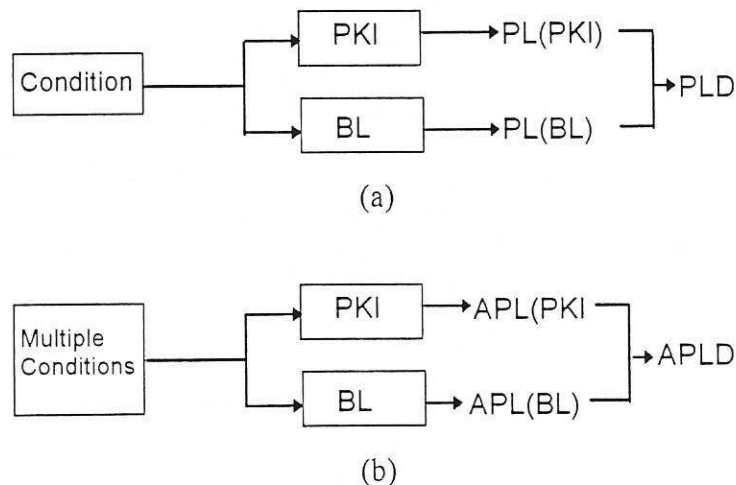 PKI
PL(PKI)
Condition
PLD
BL
PL(BL)
(a)
PKI
APL(PKI
Multiple
Conditions
APLD
BL
APL(BL)
(b)